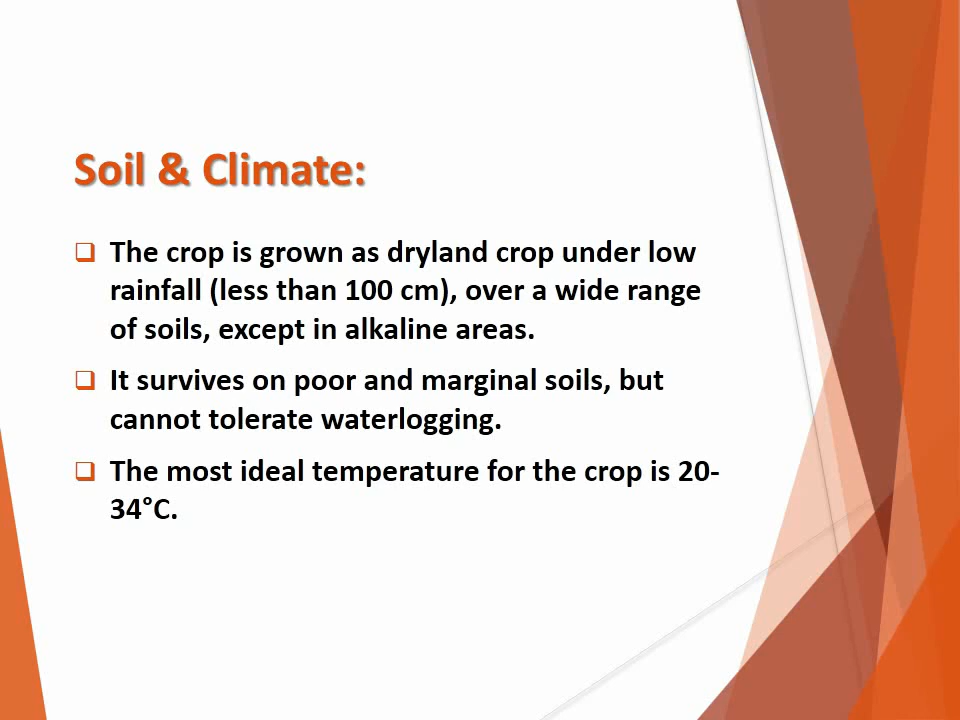 Soil & Climate:
❑ The crop is grown as dryland crop under low
rainfall (less than 100 cm), over a wide range
of soils, except in alkaline areas.
❑ It survives on poor and marginal soils, but
cannot tolerate waterlogging.
❑ The most ideal temperature for the crop is 20-
34°C.